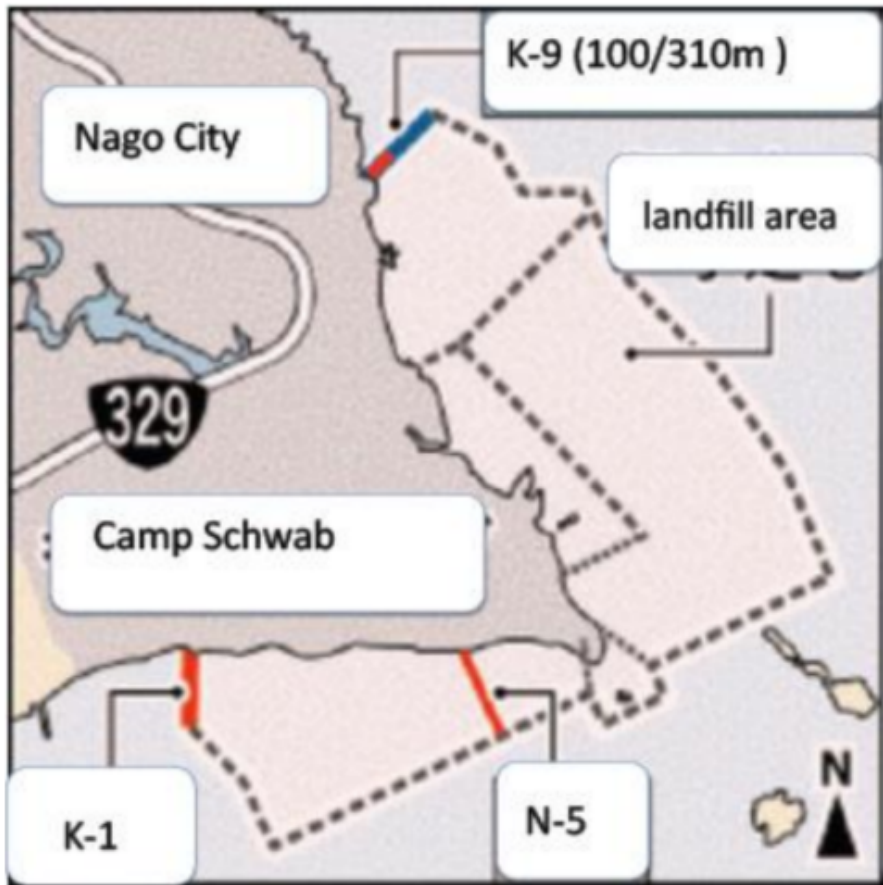 K-9 (100/310m )
Nago City
landfill area
329
Camp Schwab
N
K-1
N-5